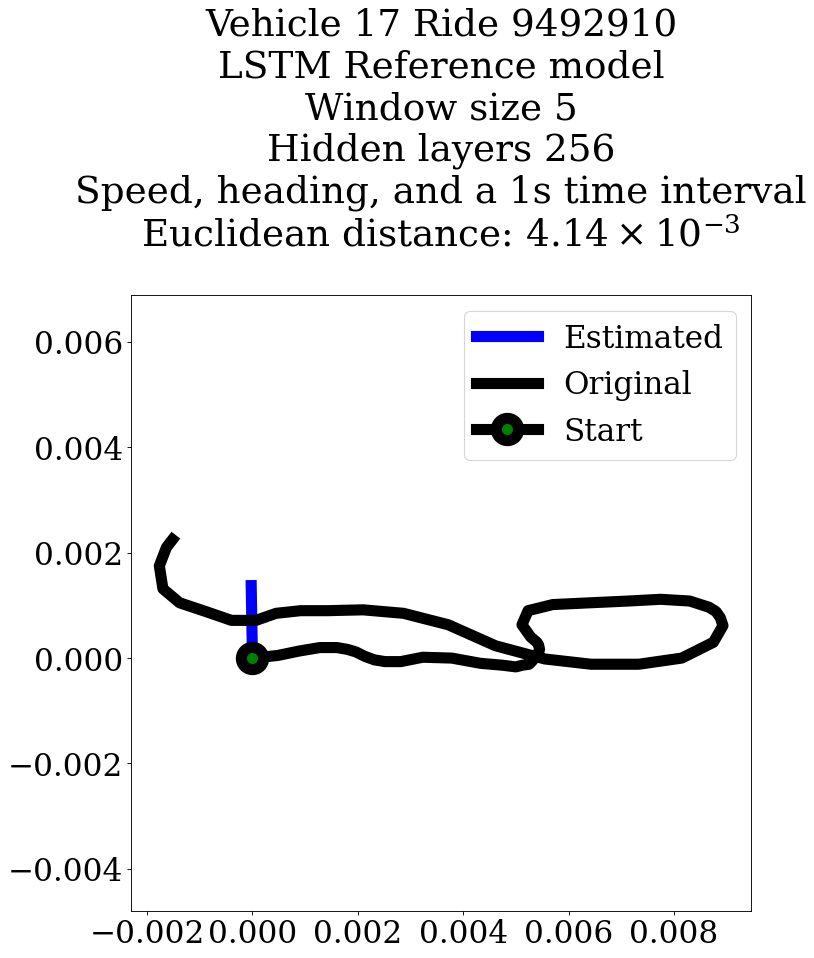 Vehicle 17 Ride 9492910
LSTM Reference model
Window size 5
Hidden layers 256
Speed, heading, and a 1s time interval
Euclidean distance: 4.14 × 10⁻³
Estimated
Original
Start
0.006
0.004
0.002
0.000
−0.002
−0.004
−0.002 0.000 0.002 0.004 0.006 0.008